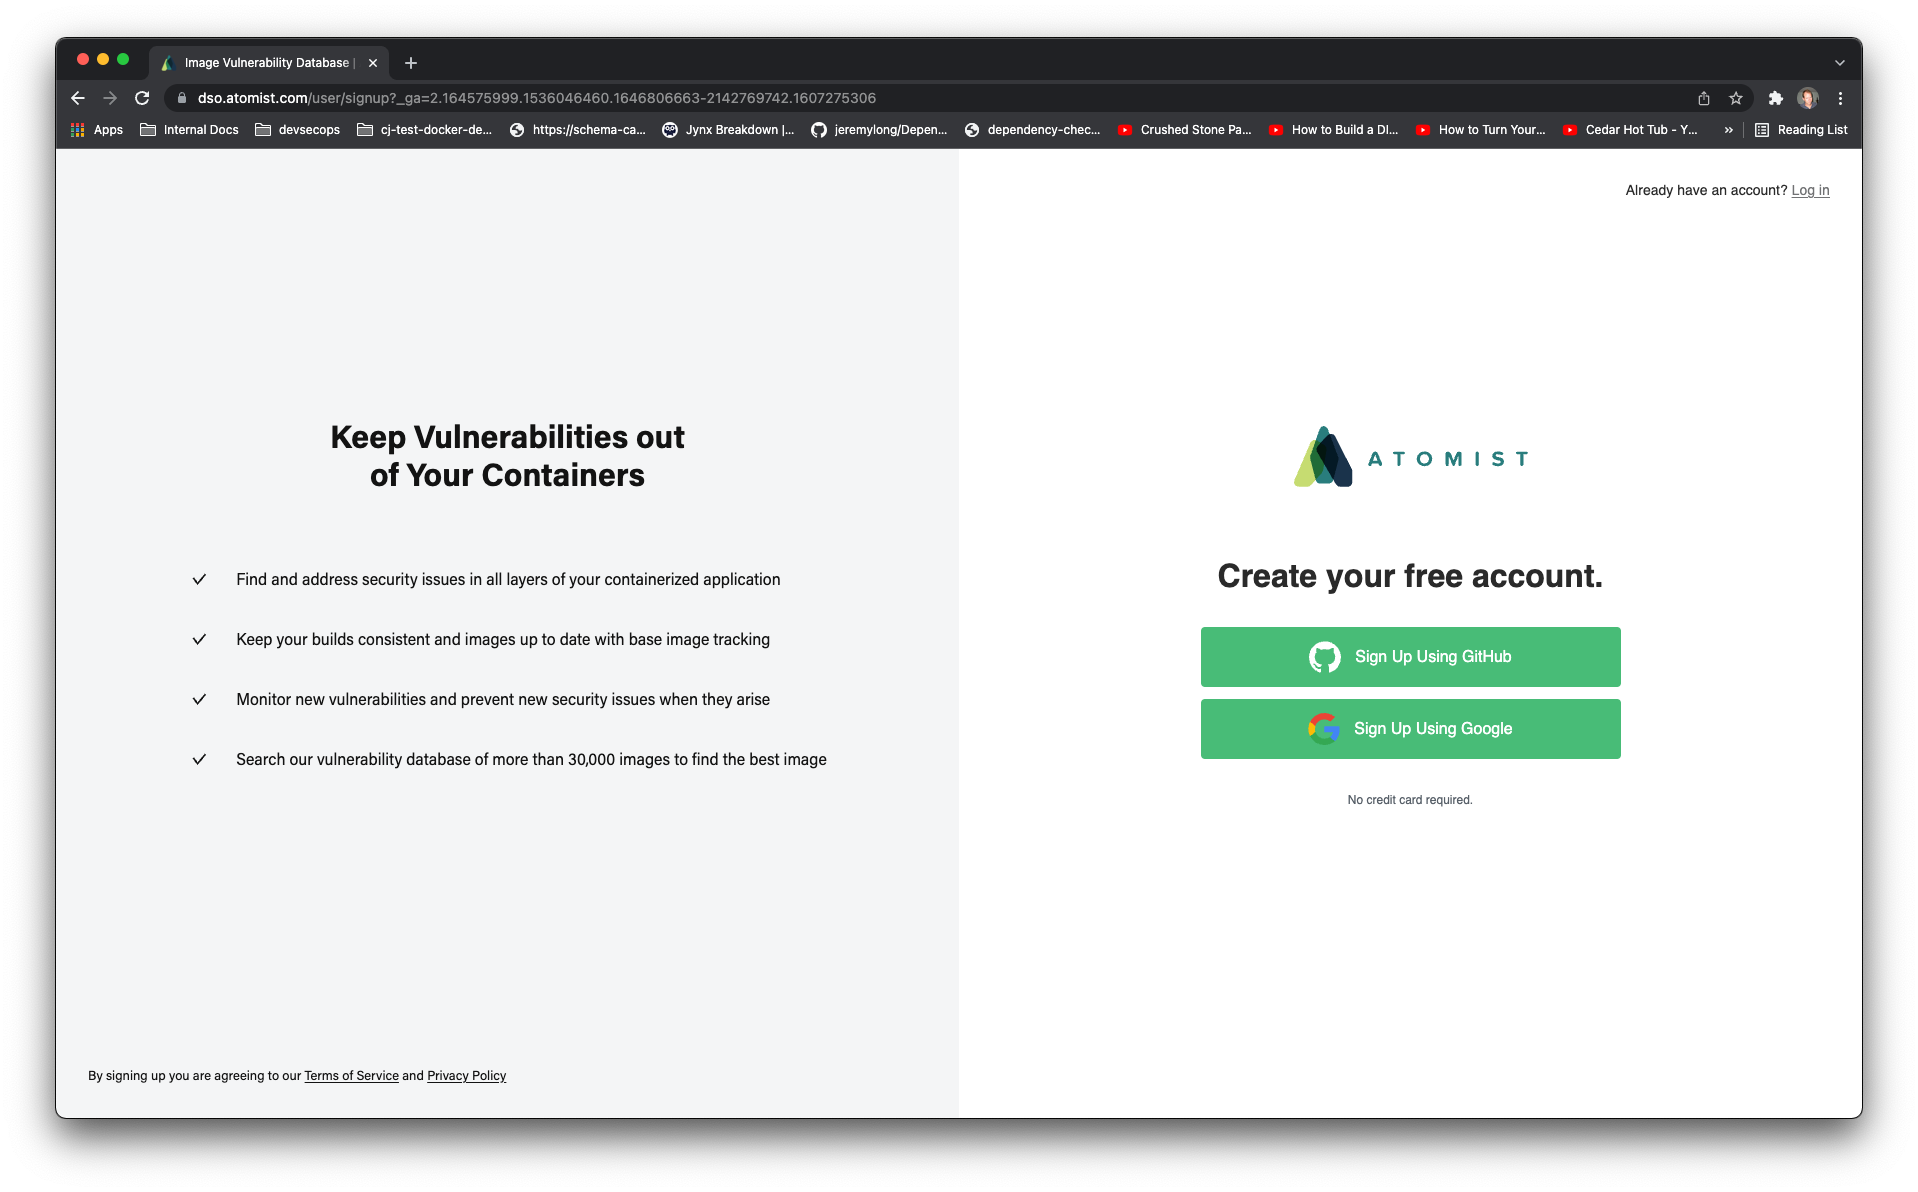 Image Vulnerability Database |
dso.atomist.com/user/signup?_ga=2.164575999.1536046460.1646806663-2142769742.1607275306
Apps Internal Docs devsecops cj-test-docker-de... https://schema-ca... Jynx Breakdown |... jeremylong/Depen... dependency-chec... Crushed Stone Pa... How to Build a DI... How to Turn Your... Cedar Hot Tub - Y... » Reading List
Already have an account? Log in
Keep Vulnerabilities out
of Your Containers
Find and address security issues in all layers of your containerized application
Keep your builds consistent and images up to date with base image tracking
Monitor new vulnerabilities and prevent new security issues when they arise
Search our vulnerability database of more than 30,000 images to find the best image
By signing up you are agreeing to our Terms of Service and Privacy Policy
ATOMIST
Create your free account.
Sign Up Using GitHub
Sign Up Using Google
No credit card required.